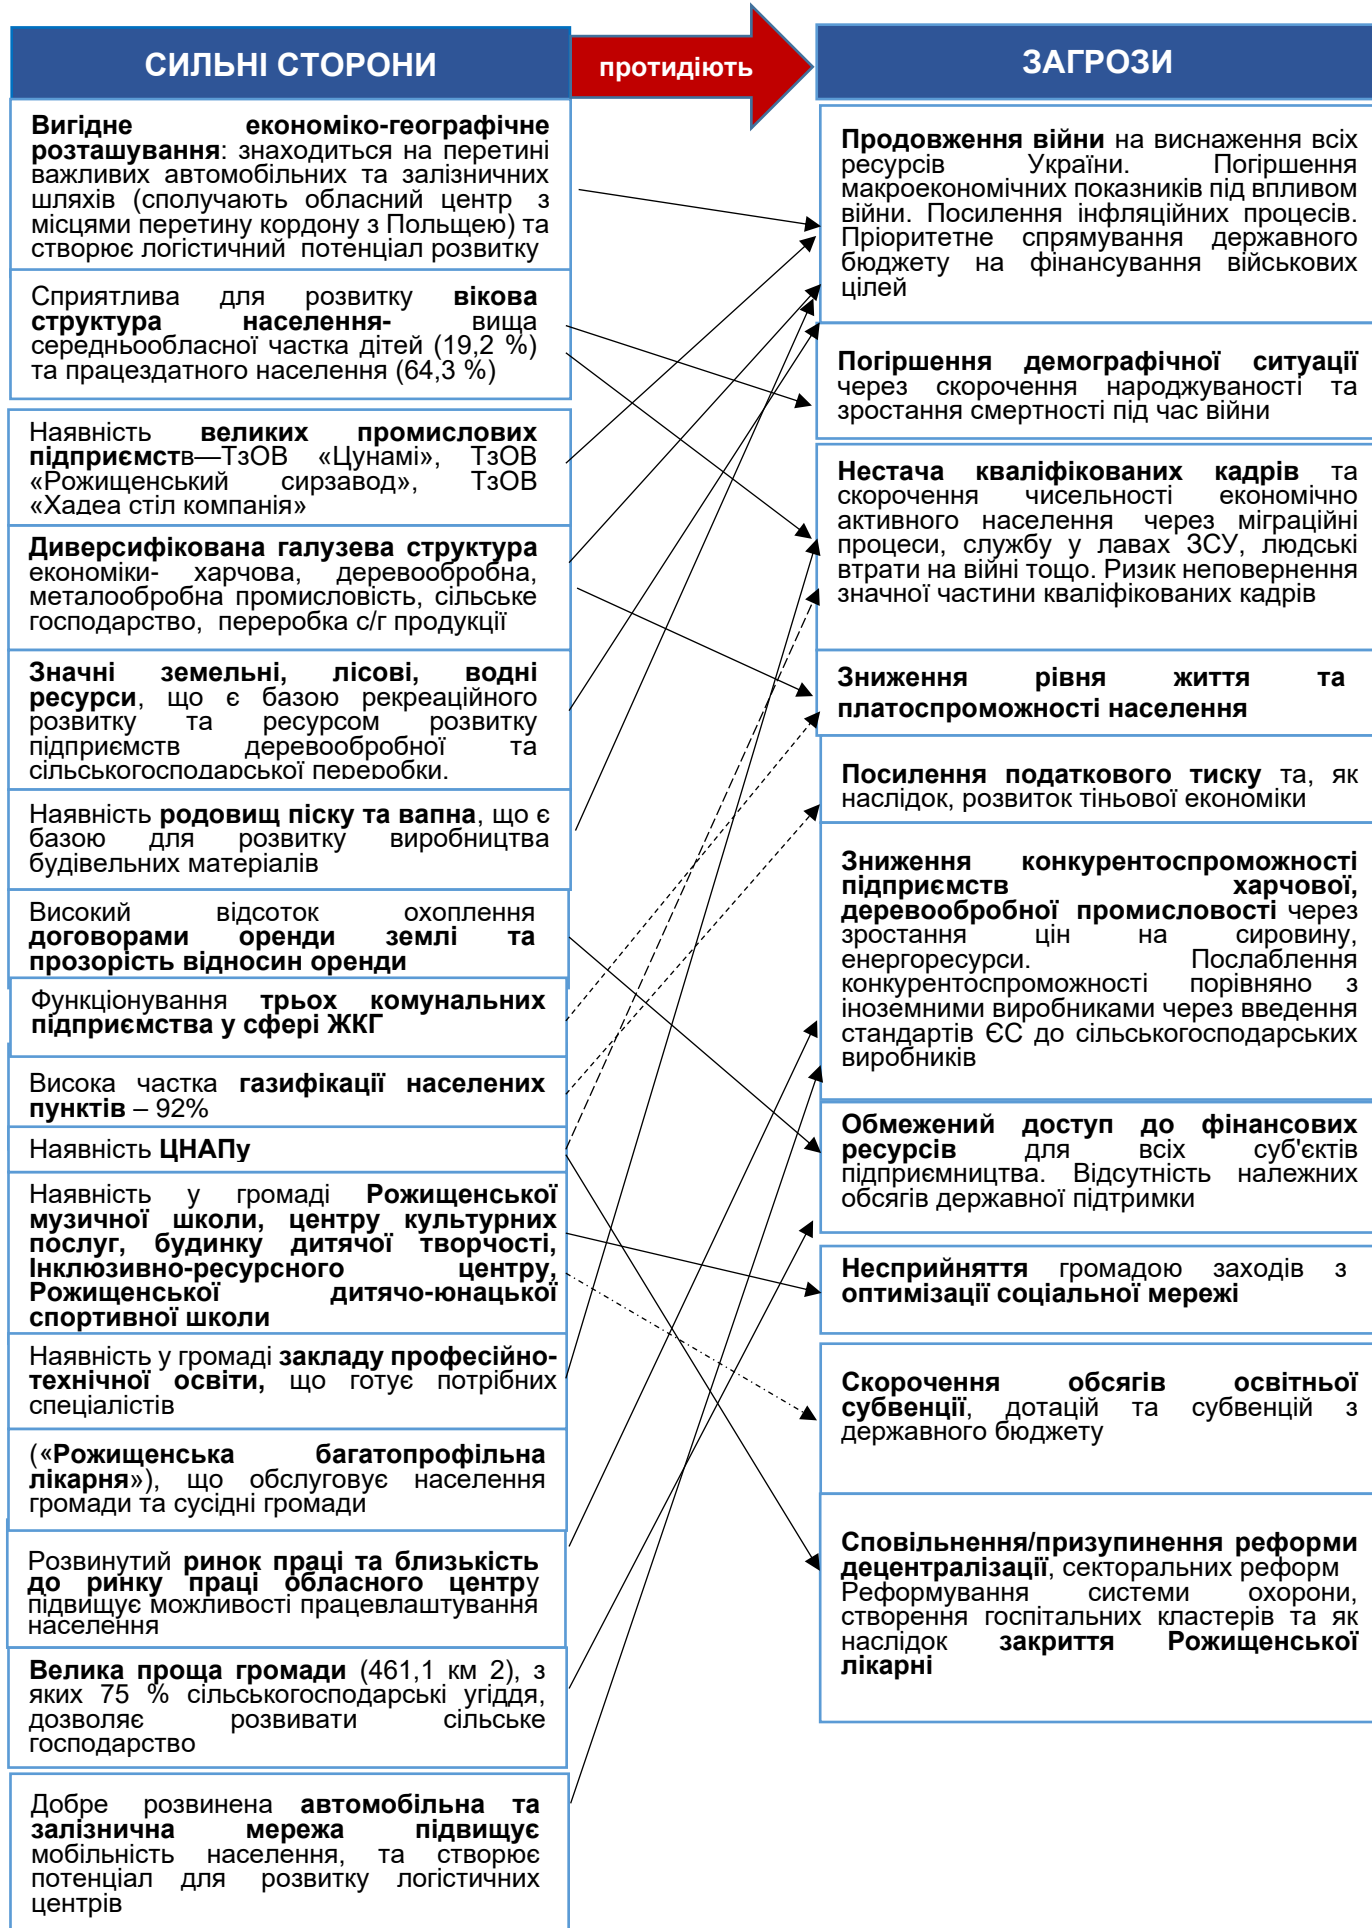 СИЛЬНІ СТОРОНИ
протидіють
ЗАГРОЗИ
Вигідне економіко-географічне
розташування: знаходиться на перетині
важливих автомобільних та залізничних
шляхів (сполучають обласний центр з
місцями перетину кордону з Польщею) та
створює логістичний потенціал розвитку
Сприятлива для розвитку вікова
структура населення- вища
середньообласної частка дітей (19,2 %)
та працездатного населення (64,3 %)
Наявність великих промислових
підприємств—ТзОВ «Цунамі», ТзОВ
«Рожищенський сирзавод», ТзОВ
«Хадеа стіл компанія»
Диверсифікована галузева структура
економіки- харчова, деревообробна,
металообробна промисловість, сільське
господарство, переробка с/г продукції
Значні земельні, лісові, водні
ресурси, що є базою рекреаційного
розвитку та ресурсом розвитку
підприємств деревообробної та
сільськогосподарської переробки.
Наявність родовищ піску та вапна, що є
базою для розвитку виробництва
будівельних матеріалів
Високий відсоток охоплення
договорами оренди землі та
прозорість відносин оренди
Функціонування трьох комунальних
підприємства у сфері ЖКГ
Висока частка газифікації населених
пунктів – 92%
Наявність ЦНАПу
Наявність у громаді Рожищенської
музичної школи, центру культурних
послуг, будинку дитячої творчості,
Інклюзивно-ресурсного центру,
Рожищенської дитячо-юнацької
спортивної школи
Наявність у громаді закладу професійно-
технічної освіти, що готує потрібних
спеціалістів
(«Рожищенська багатопрофільна
лікарня»), що обслуговує населення
громади та сусідні громади
Розвинутий ринок праці та близькість
до ринку праці обласного центру
підвищує можливості працевлаштування
населення
Велика проща громади (461,1 км 2), з
яких 75 % сільськогосподарські угіддя,
дозволяє розвивати сільське
господарство
Добре розвинена автомобільна та
залізнична мережа підвищує
мобільність населення, та створює
потенціал для розвитку логістичних
центрів
Продовження війни на виснаження всіх
ресурсів України. Погіршення
макроекономічних показників під впливом
війни. Посилення інфляційних процесів.
Пріоритетне спрямування державного
бюджету на фінансування військових
цілей
Погіршення демографічної ситуації
через скорочення народжуваності та
зростання смертності під час війни
Нестача кваліфікованих кадрів та
скорочення чисельності економічно
активного населення через міграційні
процеси, службу у лавах ЗСУ, людські
втрати на війні тощо. Ризик неповернення
значної частини кваліфікованих кадрів
Зниження рівня життя та
платоспроможності населення
Посилення податкового тиску та, як
наслідок, розвиток тіньової економіки
Зниження конкурентоспроможності
підприємств харчової,
деревообробної промисловості через
зростання цін на сировину,
енергоресурси. Послаблення
конкурентоспроможності порівняно з
іноземними виробниками через введення
стандартів ЄС до сільськогосподарських
виробників
Обмежений доступ до фінансових
ресурсів для всіх суб'єктів
підприємництва. Відсутність належних
обсягів державної підтримки
Несприйняття громадою заходів з
оптимізації соціальної мережі
Скорочення обсягів освітньої
субвенції, дотацій та субвенцій з
державного бюджету
Сповільнення/призупинення реформи
децентралізації, секторальних реформ
Реформування системи охорони,
створення госпітальних кластерів та як
наслідок закриття Рожищенської
лікарні